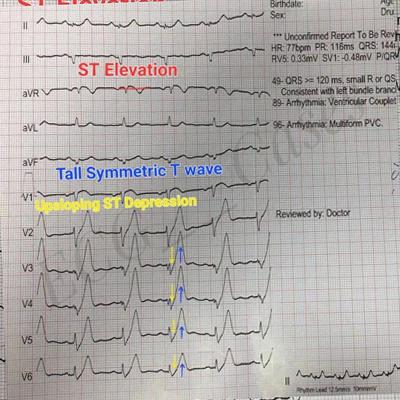 Birthdate:
Sex:
II
*** Unconfirmed Report To Be
HR: 77bpm PR: 116ms QRS: 144
RV5: 0.33mV SV1: -0.48mV
III
ST Elevation
49- QRS >= 120 ms, small R or QS
Consistent with left bundle
89- Arrhythmia: Ventricular Couplet
aVR
aVL
96- Arrhythmia: Multiform PVC.
aVF
Tall Symmetric T wave
V1
Upsloping ST Depression
V2
Reviewed by: Doctor
V3
V4
V5
V6
II
Rhythm Lead 12.5mm/s 10mm/mV